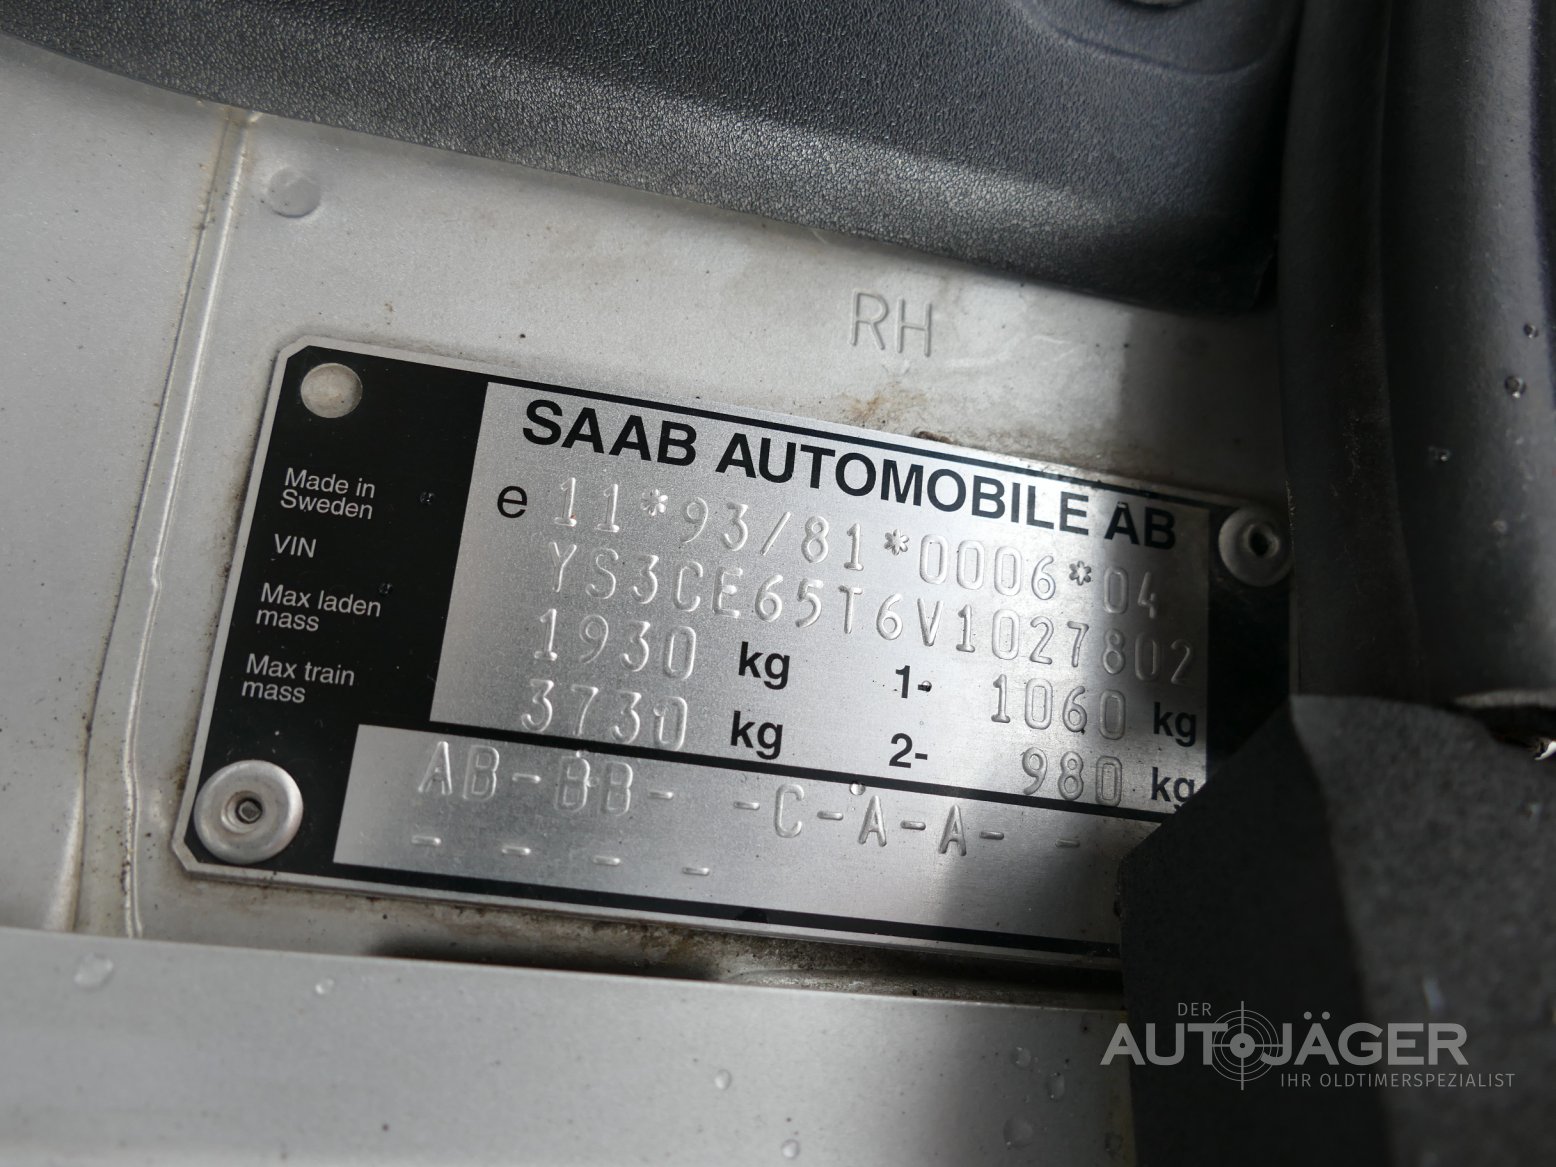 RH
SAAB AUTOMOBILE AB
Made in
Sweden
e 11*93/81*0006*04
VIN
YS3CE65T6V1027802
Max laden
mass
1930 kg 1- 1060 kg
Max train
mass
3730 kg 2- 980 kg
AB-BB- -C-A-A- -
- - - -
DER
AUTOJÄGER
IHR OLDTIMERSPEZIALIST